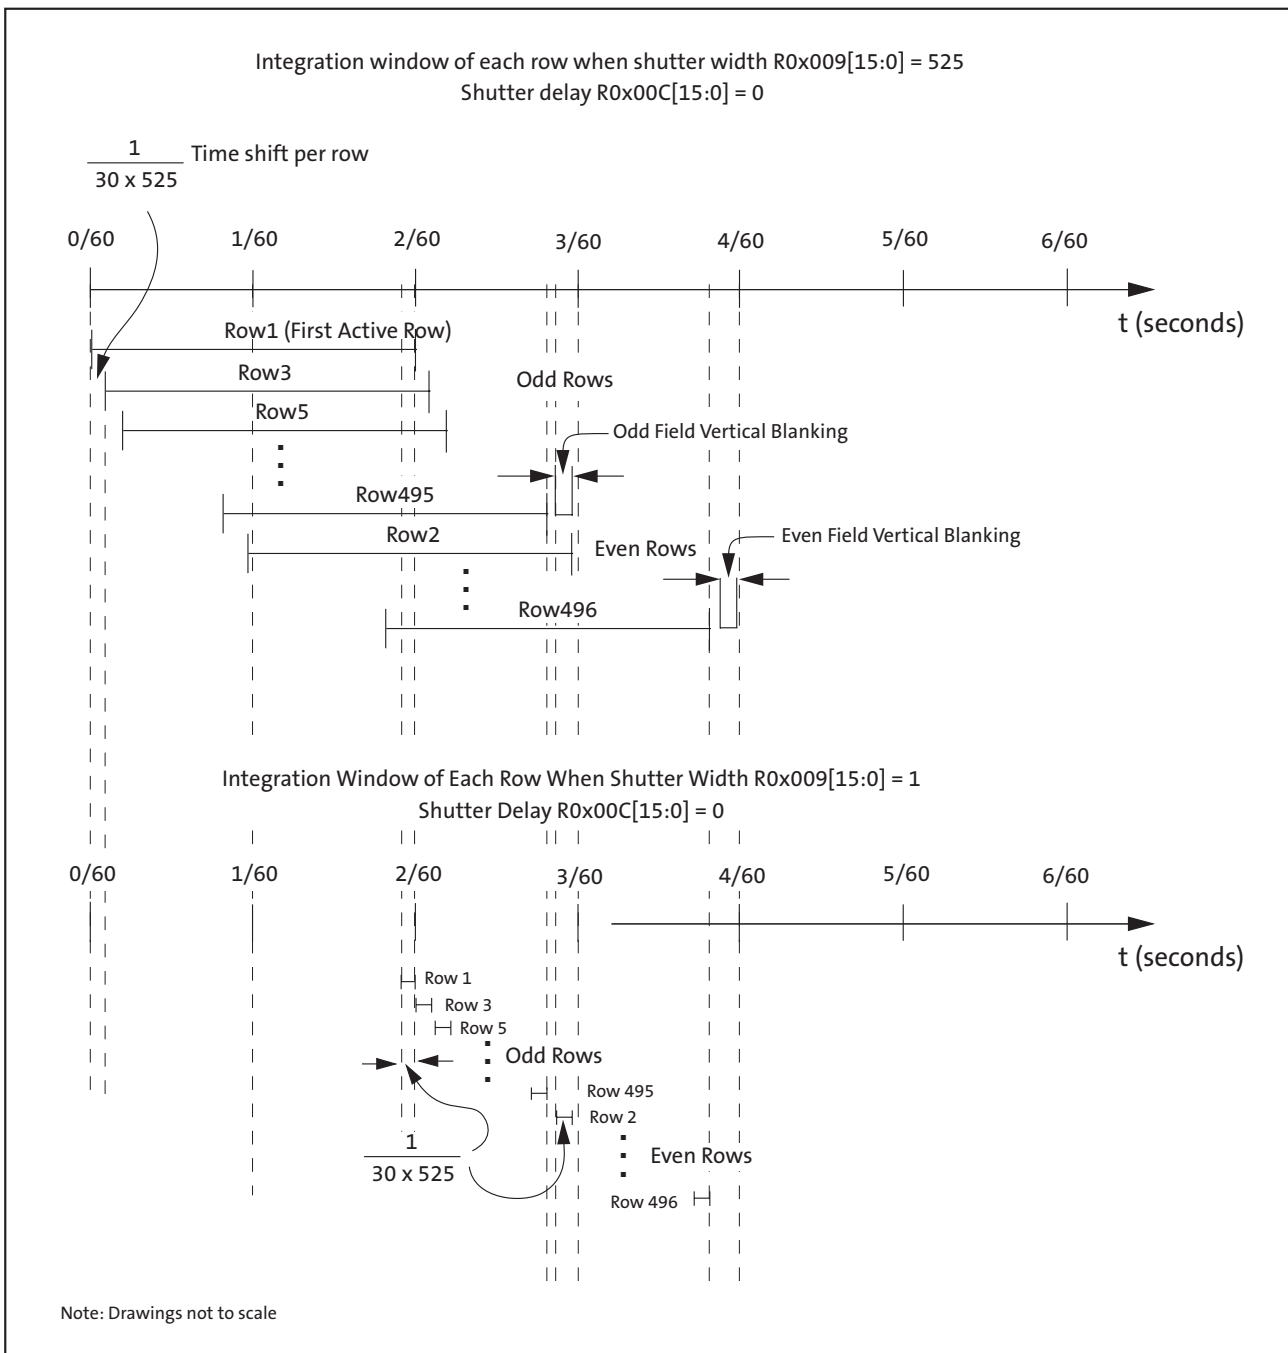 Integration window of each row when shutter width R0x009[15:0] = 525
Shutter delay R0x00C[15:0] = 0
1
30 x 525
Time shift per row
0/60 1/60 2/60 3/60 4/60 5/60 6/60
t (seconds)
Row1 (First Active Row)
Row3
Odd Rows
Row5
Odd Field Vertical Blanking
Row495
Row2
Even Rows
Even Field Vertical Blanking
Row496
Integration Window of Each Row When Shutter Width R0x009[15:0] = 1
Shutter Delay R0x00C[15:0] = 0
0/60 1/60 2/60 3/60 4/60 5/60 6/60
t (seconds)
Row 1
Row 3
Row 5
Odd Rows
Row 495
Row 2
1
30 x 525
Even Rows
Row 496
Note: Drawings not to scale